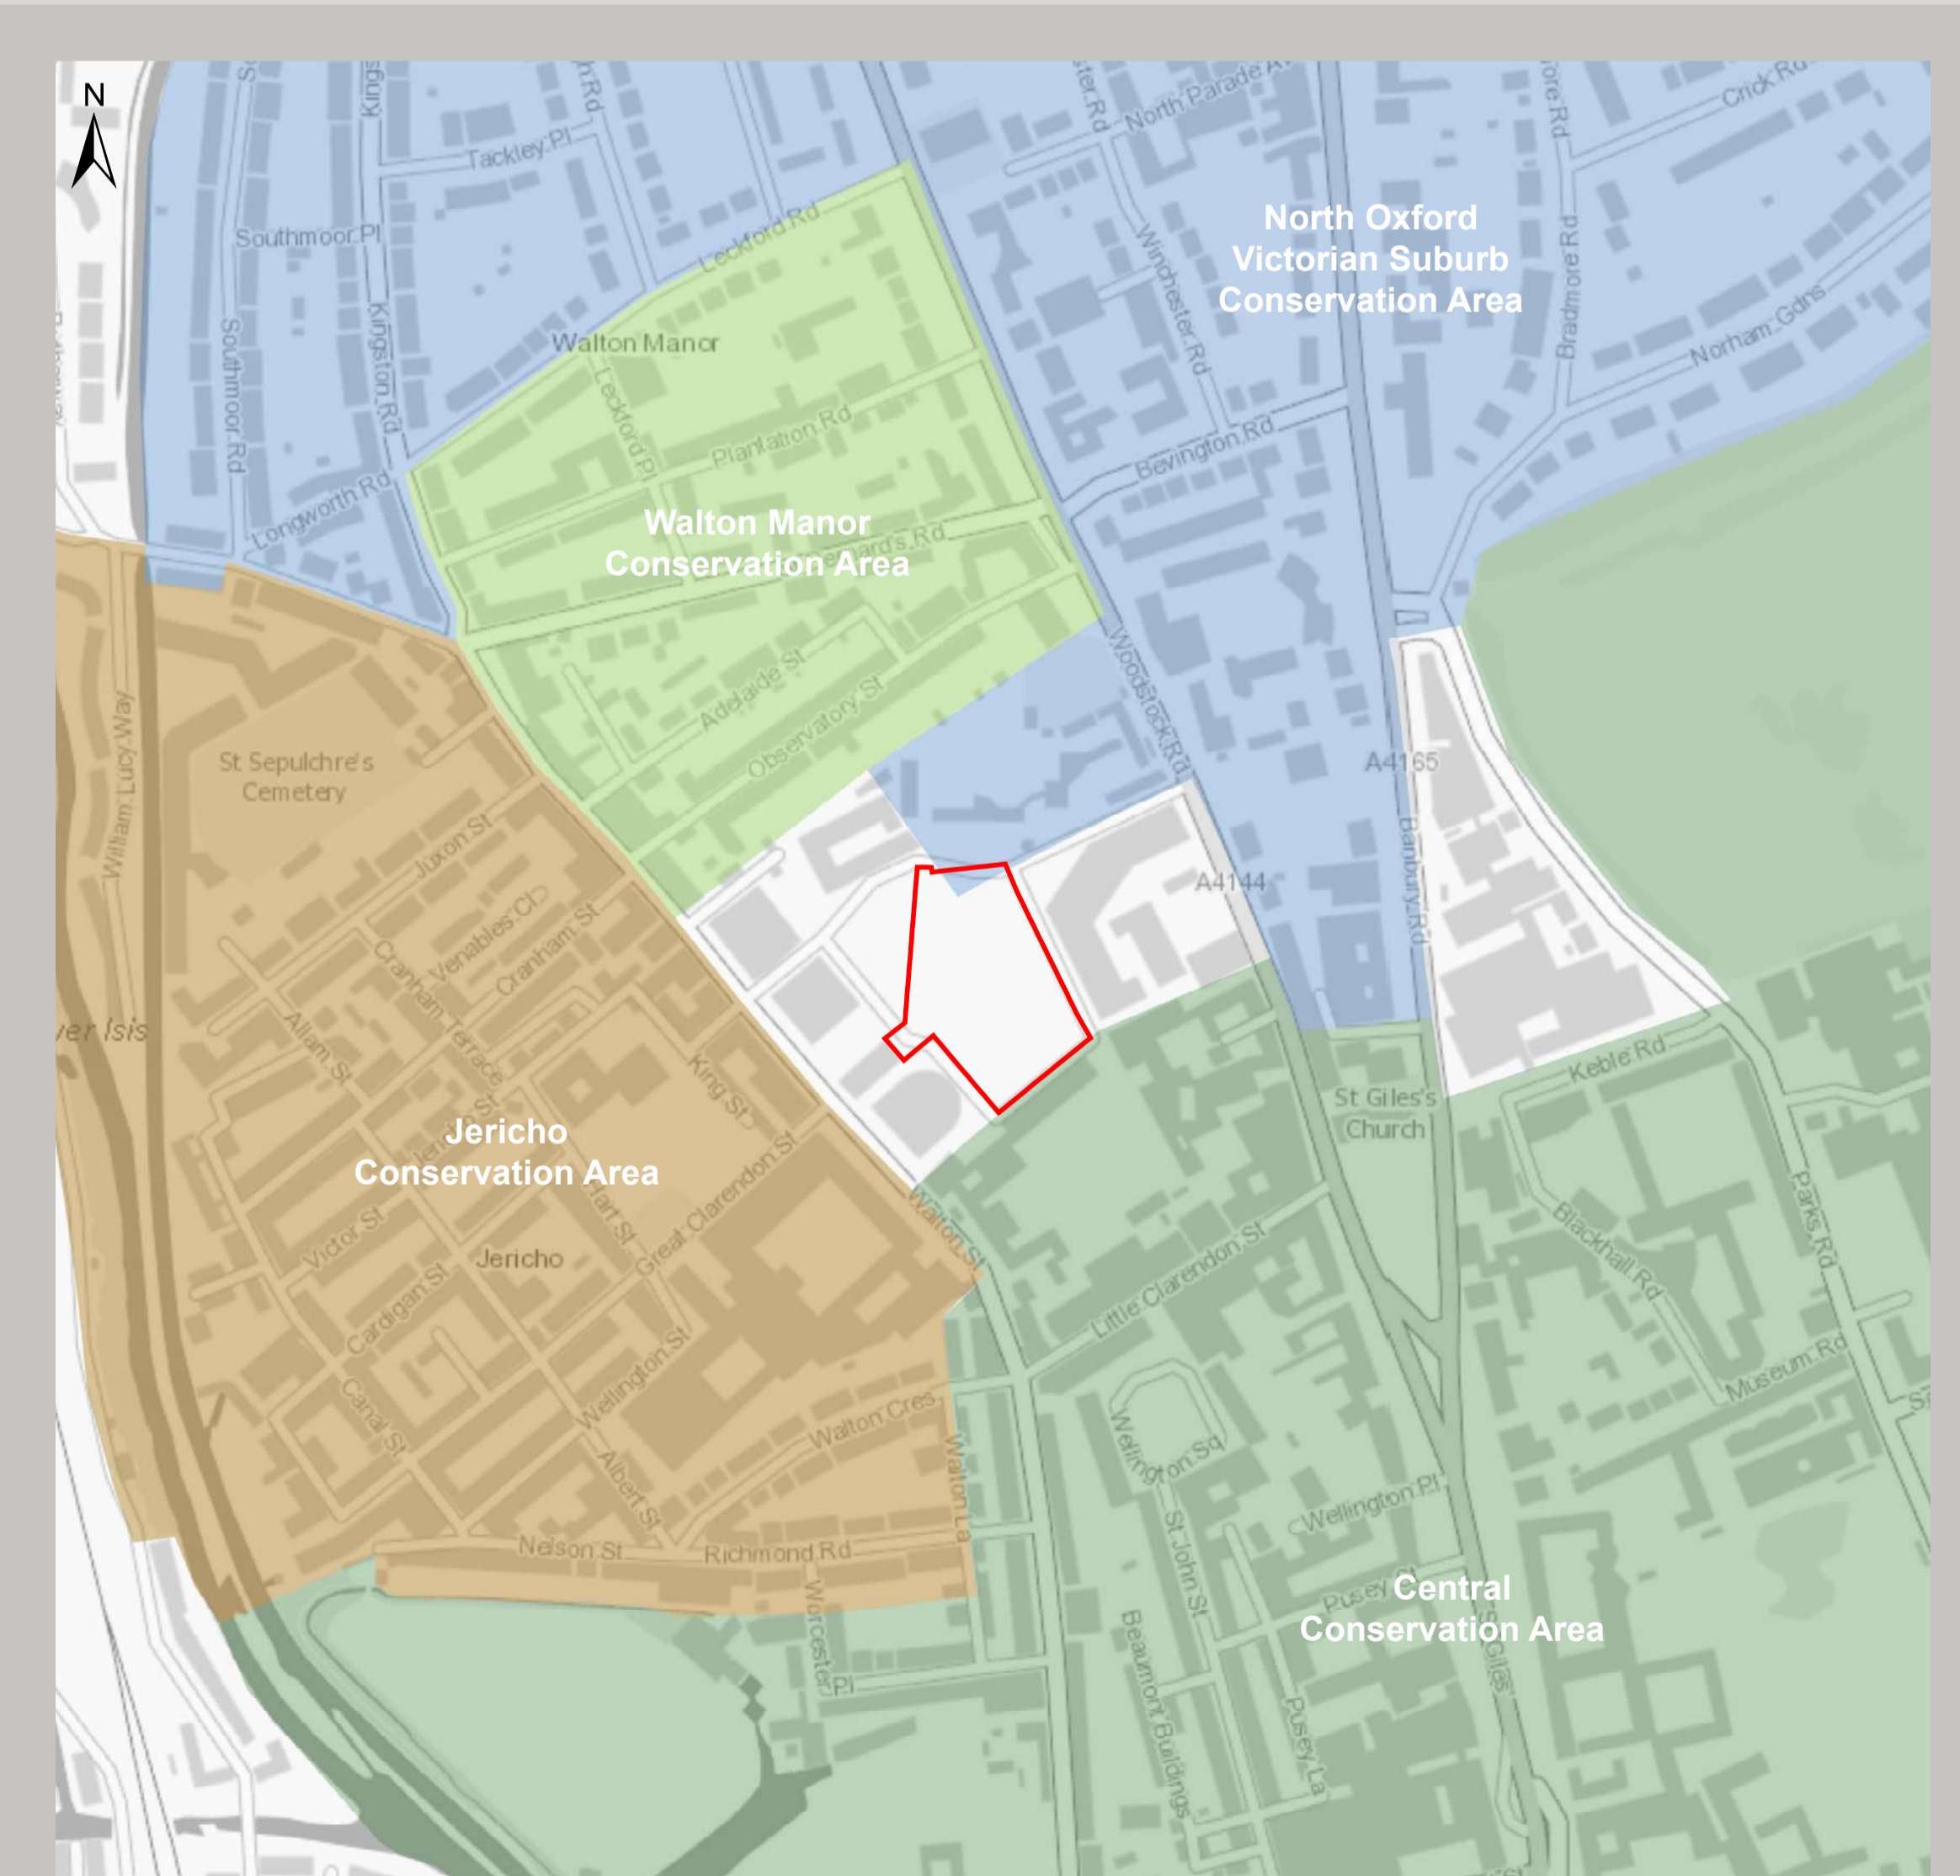 N
North Parade
Crick Rd
Tackley Pl
Southmoor Pl
Leckford Rd
Winchester Rd
North Oxford
Victorian Suburb
Conservation Area
Bradmore Rd
Norham Gdns
Southmoor Rd
Kingston Rd
Walton Manor
Leckford Pl
Plantation Rd
Bevington Rd
Longworth Rd
Walton Manor
Conservation Area
Adelaide St
Observatory St
Woodstock Rd
William Lucy Way
St Sepulchre's
Cemetery
A4165
Banbury Rd
A4144
Juxon St
Venables Cl
Cranham St
Cranham Terrace
Allam St
King St
Keble Rd
St Giles's
Church
Jericho
Conservation Area
Hart St
Great Clarendon St
Victor St
Jericho
Cardigan St
Walton St
Little Clarendon St
Blackhall Rd
Parks Rd
Museum Rd
Canal St
Wellington St
Walton Cres
Albert St
Walton La
Wellington Sq
Wellington Pl
St John St
Nelson St
Richmond Rd
Worcester Pl
Pusey
Central
Conservation Area
St Giles'
Beaumont Buildings
Pusey La